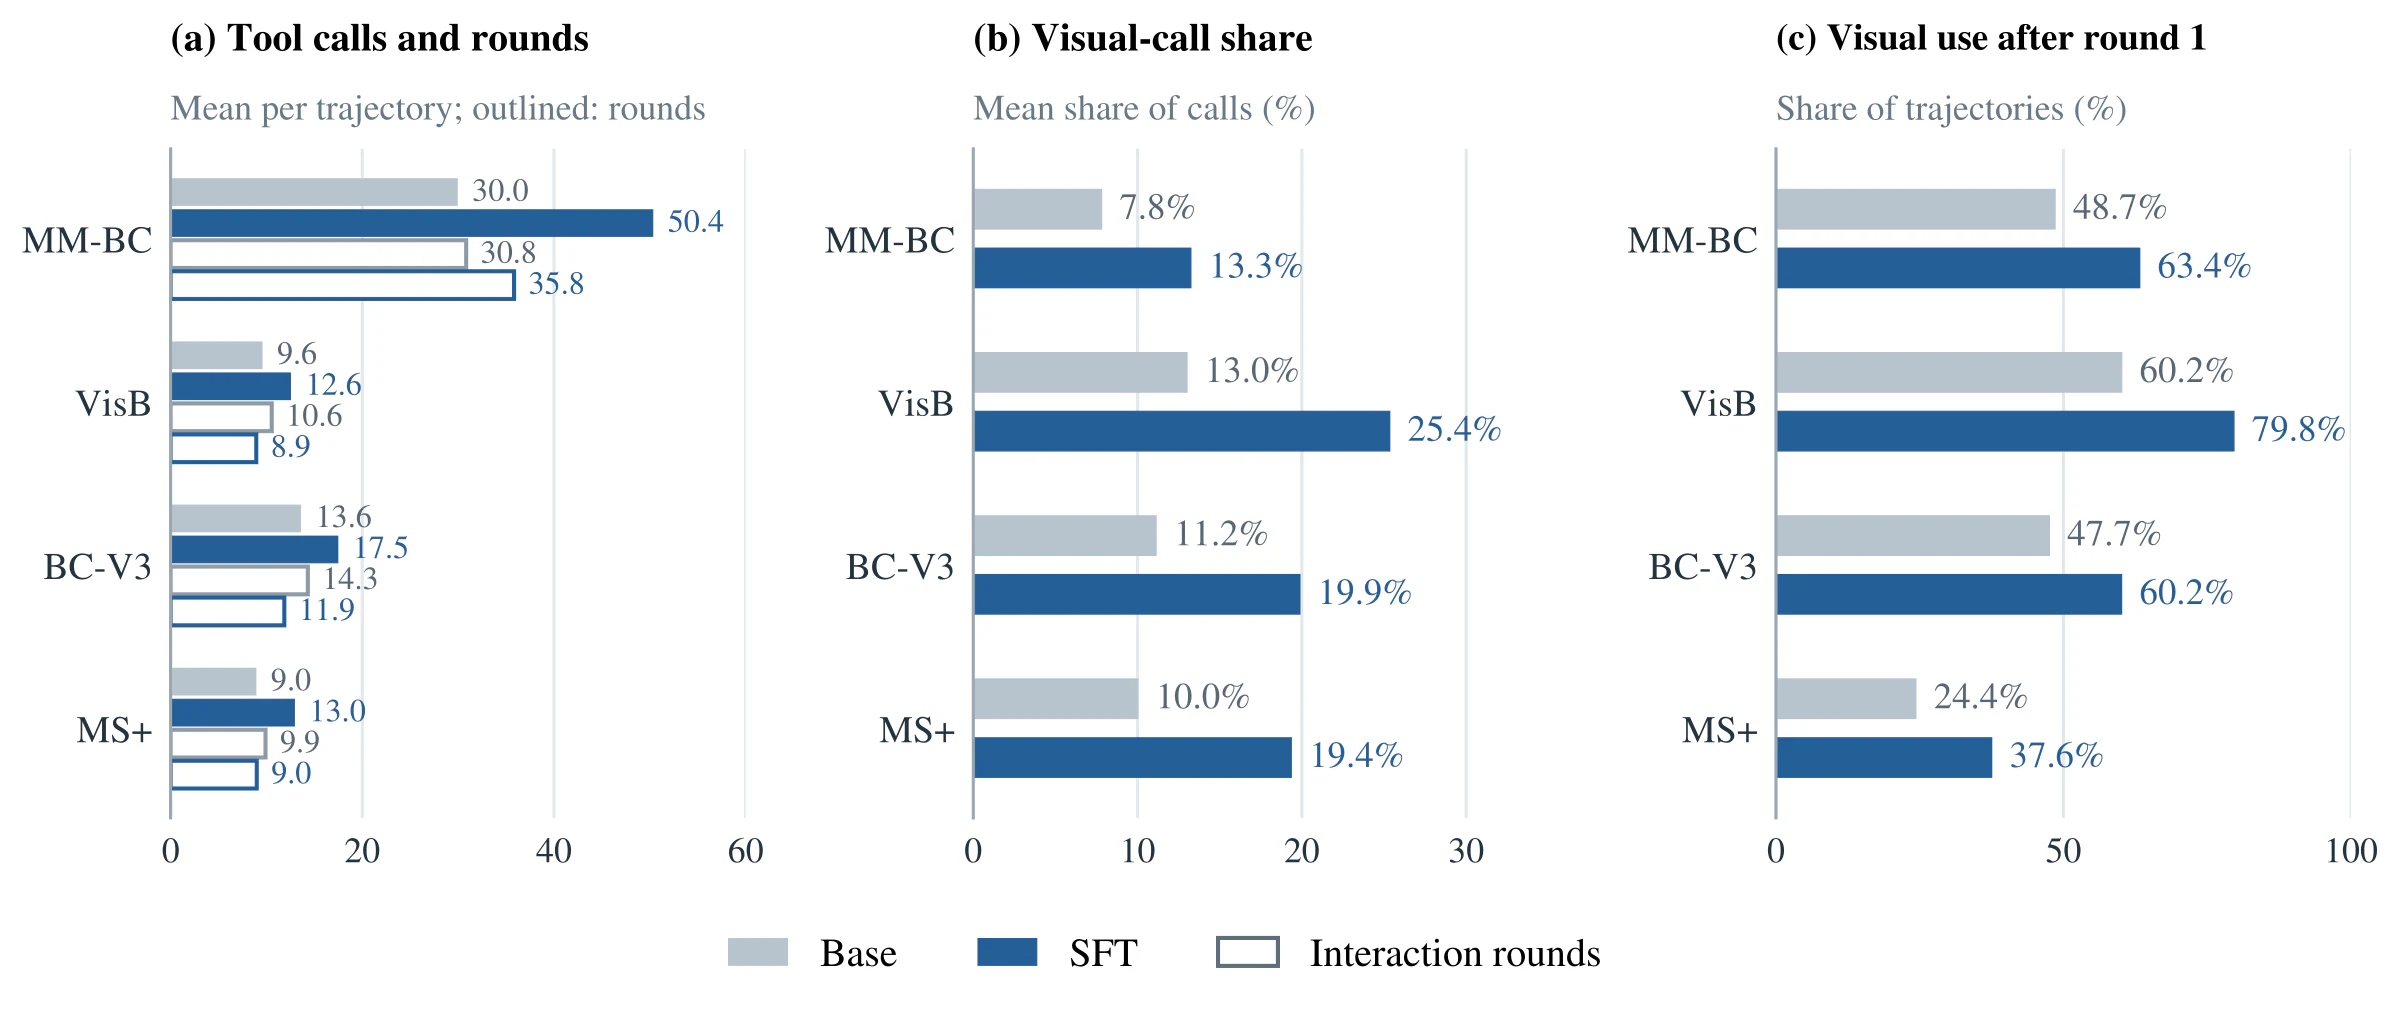 (a) Tool calls and rounds
Mean per trajectory; outlined: rounds
MM-BC
30.0
50.4
30.8
35.8
VisB
9.6
12.6
10.6
8.9
BC-V3
13.6
17.5
14.3
11.9
MS+
9.0
13.0
9.9
9.0
0 20 40 60
(b) Visual-call share
Mean share of calls (%)
MM-BC
7.8%
13.3%
VisB
13.0%
25.4%
BC-V3
11.2%
19.9%
MS+
10.0%
19.4%
0 10 20 30
(c) Visual use after round 1
Share of trajectories (%)
MM-BC
48.7%
63.4%
VisB
60.2%
79.8%
BC-V3
47.7%
60.2%
MS+
24.4%
37.6%
0 50 100
Base SFT Interaction rounds